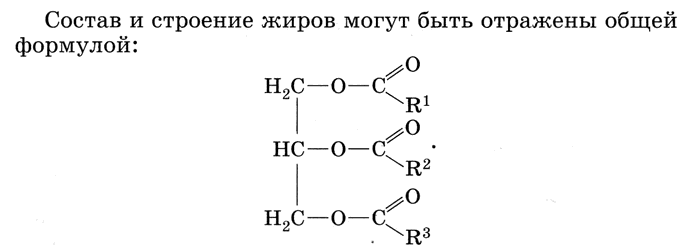 Состав и строение жиров могут быть отражены общей
формулой:
O
H₂C—O—C
R¹
O
HC—O—C
R²
O
H₂C—O—C
R³